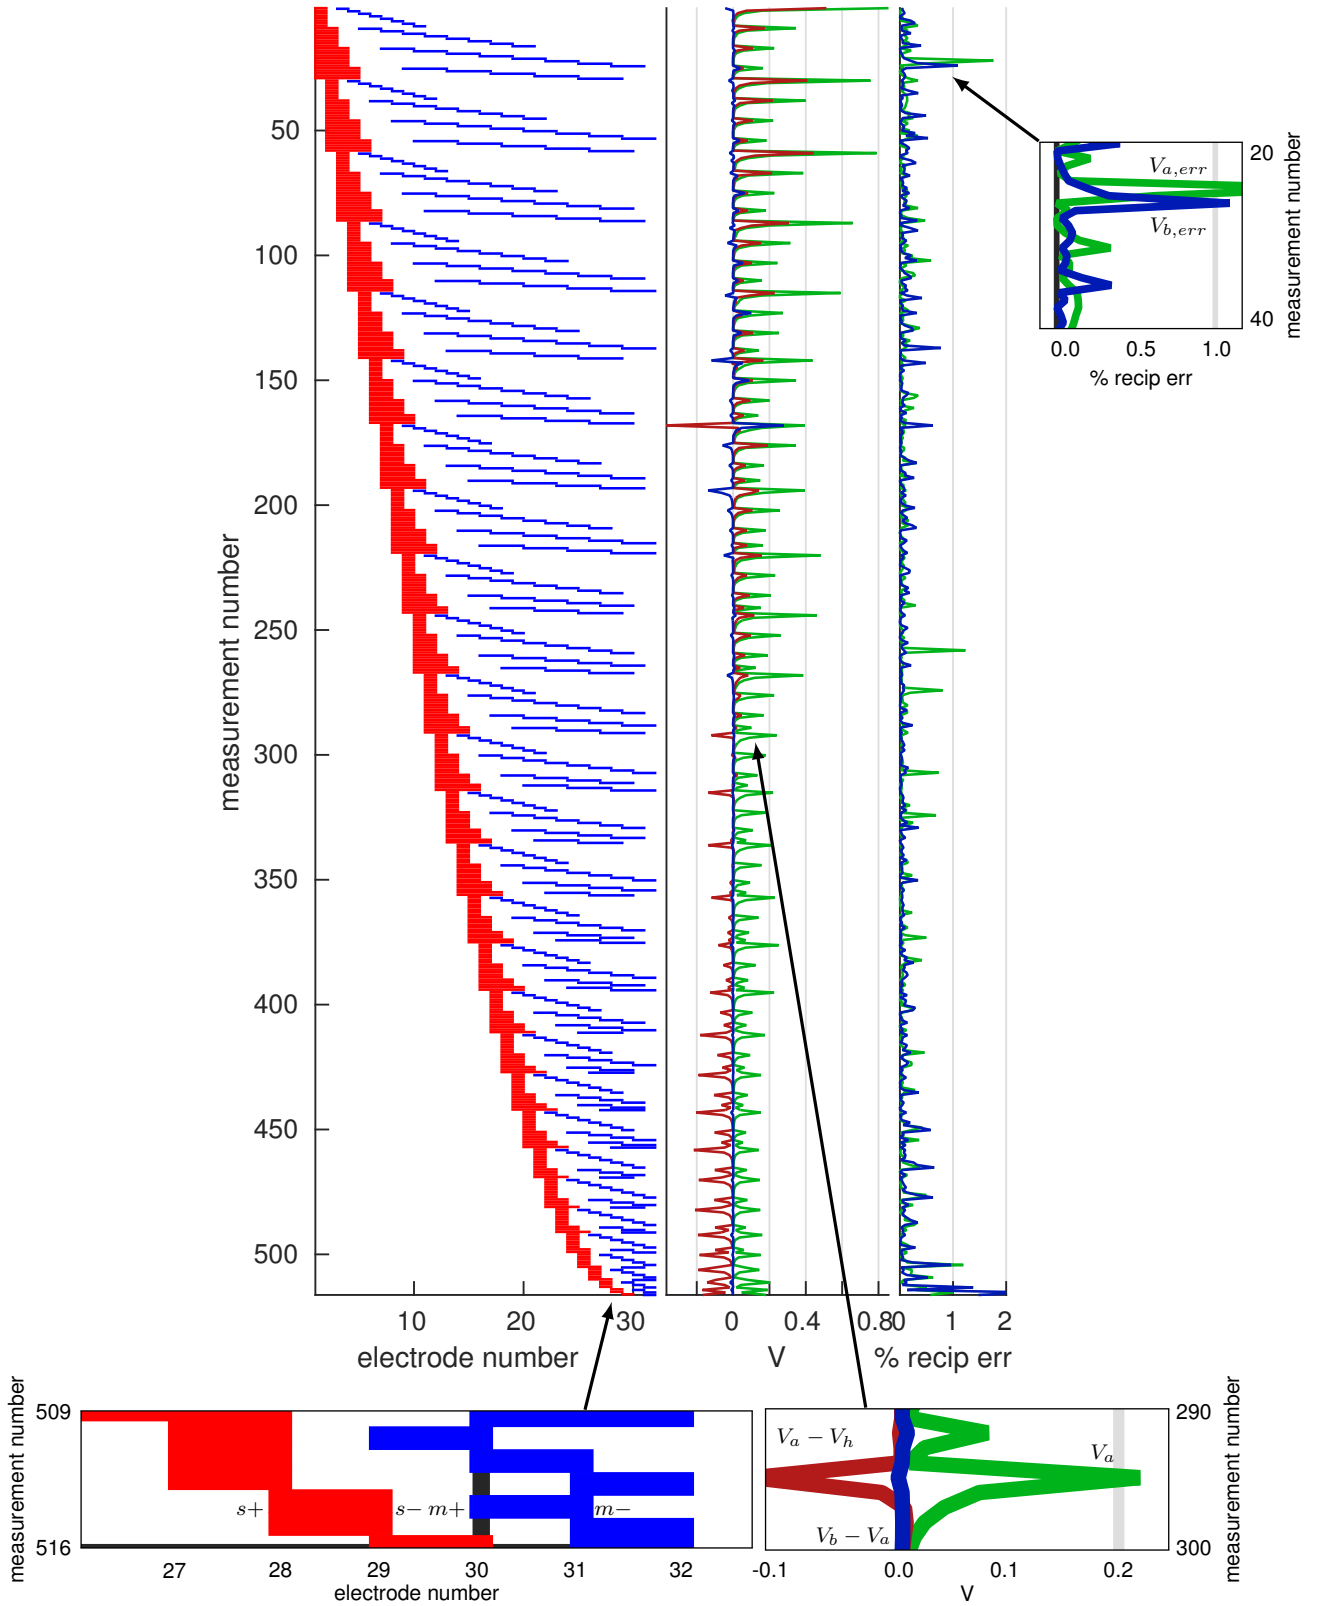 50
100
150
200
250
300
350
400
450
500
measurement number
10
20
30
electrode number
0
0.4
0.8
V
0
1
2
% recip err
V_{a,err}
V_{b,err}
20
40
measurement number
0.0
0.5
1.0
% recip err
509
516
measurement number
s+
s−
m+
m−
27
28
29
30
31
32
electrode number
V_a − V_h
V_a
V_b − V_a
290
300
measurement number
-0.1
0.0
0.1
0.2
V